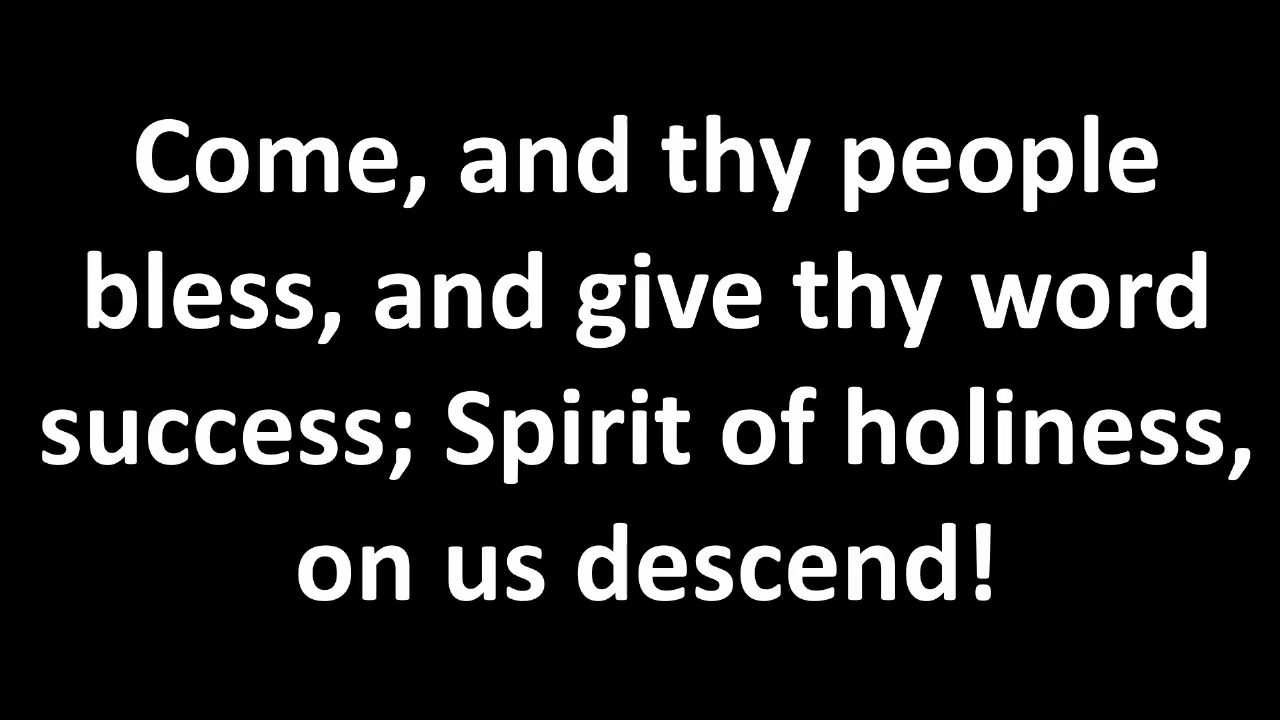 Come, and thy people
bless, and give thy word
success; Spirit of holiness,
on us descend!